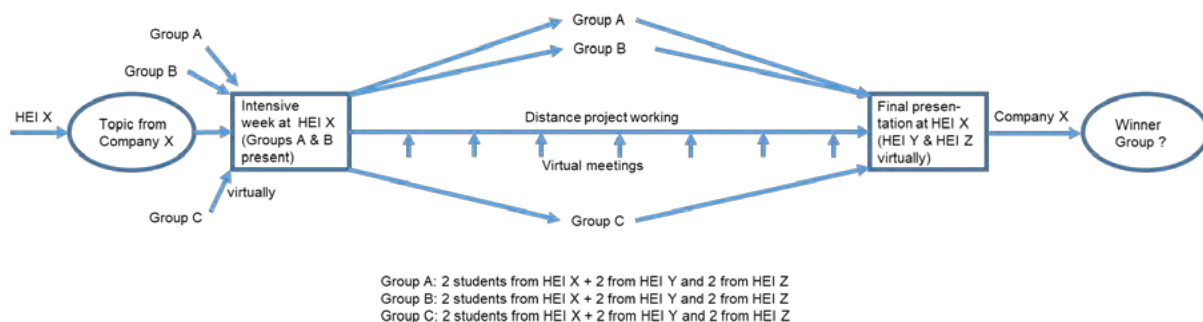 Group A
Group B
HEI X
Topic from
Company X
Intensive
week at HEI X
(Groups A & B
present)
virtually
Group C
Group A
Group B
Distance project working
Virtual meetings
Group C
Final presen-
tation at HEI X
(HEI Y & HEI Z
virtually)
Company X
Winner
Group ?
Group A: 2 students from HEI X + 2 from HEI Y and 2 from HEI Z
Group B: 2 students from HEI X + 2 from HEI Y and 2 from HEI Z
Group C: 2 students from HEI X + 2 from HEI Y and 2 from HEI Z